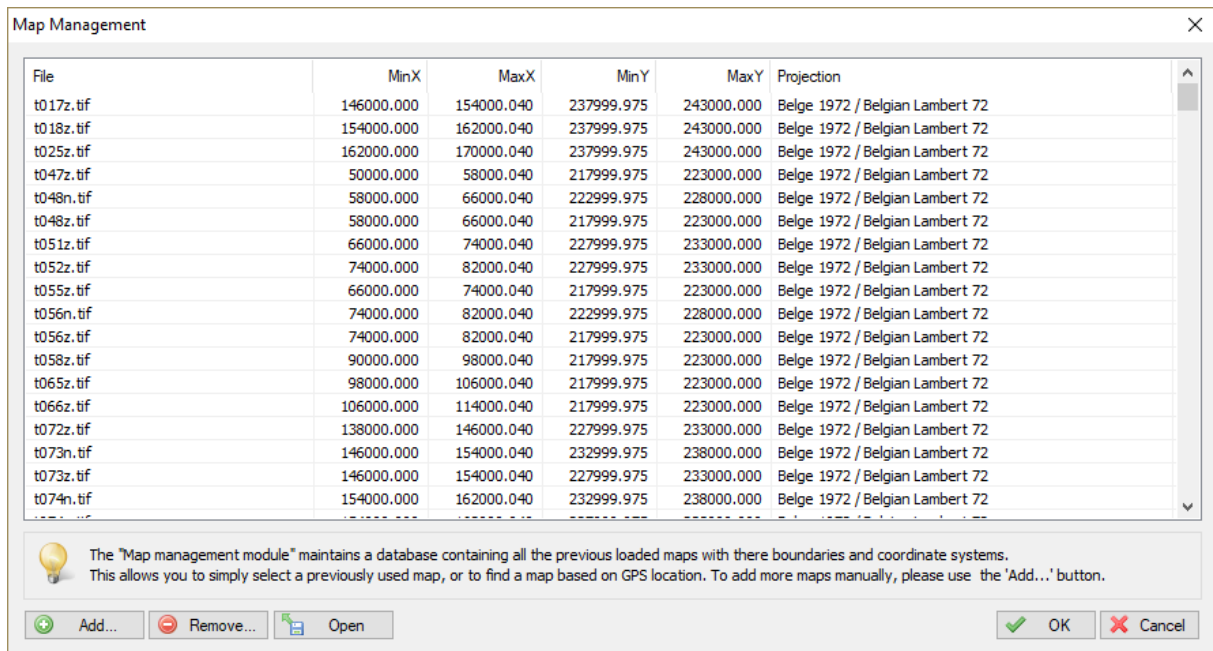 Map Management
File MinX MaxX MinY MaxY Projection
t017z.tif 146000.000 154000.040 237999.975 243000.000 Belge 1972 / Belgian Lambert 72
t018z.tif 154000.000 162000.040 237999.975 243000.000 Belge 1972 / Belgian Lambert 72
t025z.tif 162000.000 170000.040 237999.975 243000.000 Belge 1972 / Belgian Lambert 72
t047z.tif 50000.000 58000.040 217999.975 223000.000 Belge 1972 / Belgian Lambert 72
t048n.tif 58000.000 66000.040 222999.975 228000.000 Belge 1972 / Belgian Lambert 72
t048z.tif 58000.000 66000.040 217999.975 223000.000 Belge 1972 / Belgian Lambert 72
t051z.tif 66000.000 74000.040 227999.975 233000.000 Belge 1972 / Belgian Lambert 72
t052z.tif 74000.000 82000.040 227999.975 233000.000 Belge 1972 / Belgian Lambert 72
t055z.tif 66000.000 74000.040 217999.975 223000.000 Belge 1972 / Belgian Lambert 72
t056n.tif 74000.000 82000.040 222999.975 228000.000 Belge 1972 / Belgian Lambert 72
t056z.tif 74000.000 82000.040 217999.975 223000.000 Belge 1972 / Belgian Lambert 72
t058z.tif 90000.000 98000.040 217999.975 223000.000 Belge 1972 / Belgian Lambert 72
t065z.tif 98000.000 106000.040 217999.975 223000.000 Belge 1972 / Belgian Lambert 72
t066z.tif 106000.000 114000.040 217999.975 223000.000 Belge 1972 / Belgian Lambert 72
t072z.tif 138000.000 146000.040 227999.975 233000.000 Belge 1972 / Belgian Lambert 72
t073n.tif 146000.000 154000.040 232999.975 238000.000 Belge 1972 / Belgian Lambert 72
t073z.tif 146000.000 154000.040 227999.975 233000.000 Belge 1972 / Belgian Lambert 72
t074n.tif 154000.000 162000.040 232999.975 238000.000 Belge 1972 / Belgian Lambert 72
The "Map management module" maintains a database containing all the previous loaded maps with there boundaries and coordinate systems.
This allows you to simply select a previously used map, or to find a map based on GPS location. To add more maps manually, please use the 'Add...' button.
Add... Remove... Open OK Cancel